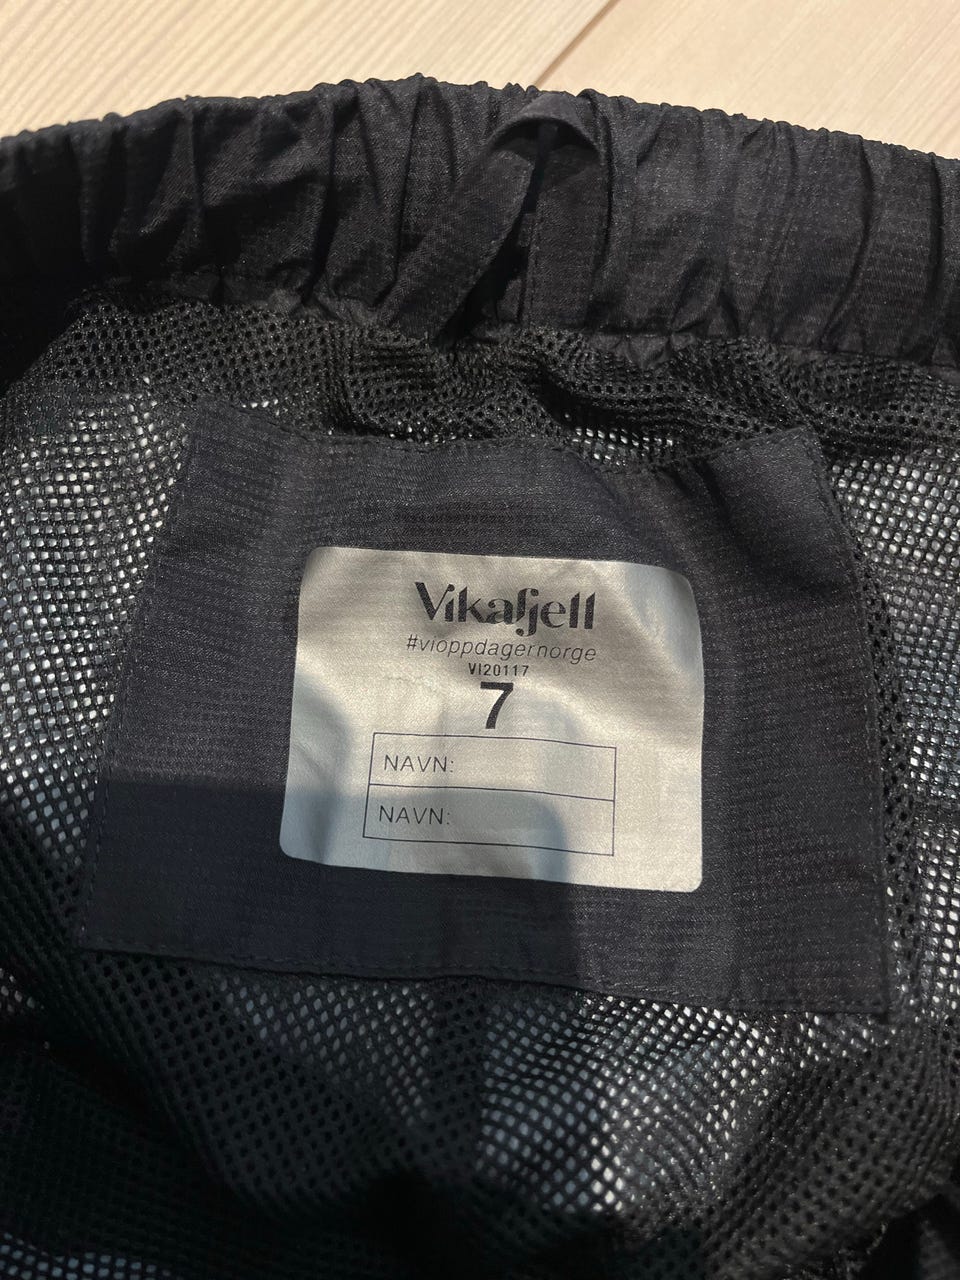 Vikafjell
#vioppdagernorge
VI20117
7
NAVN:
NAVN: